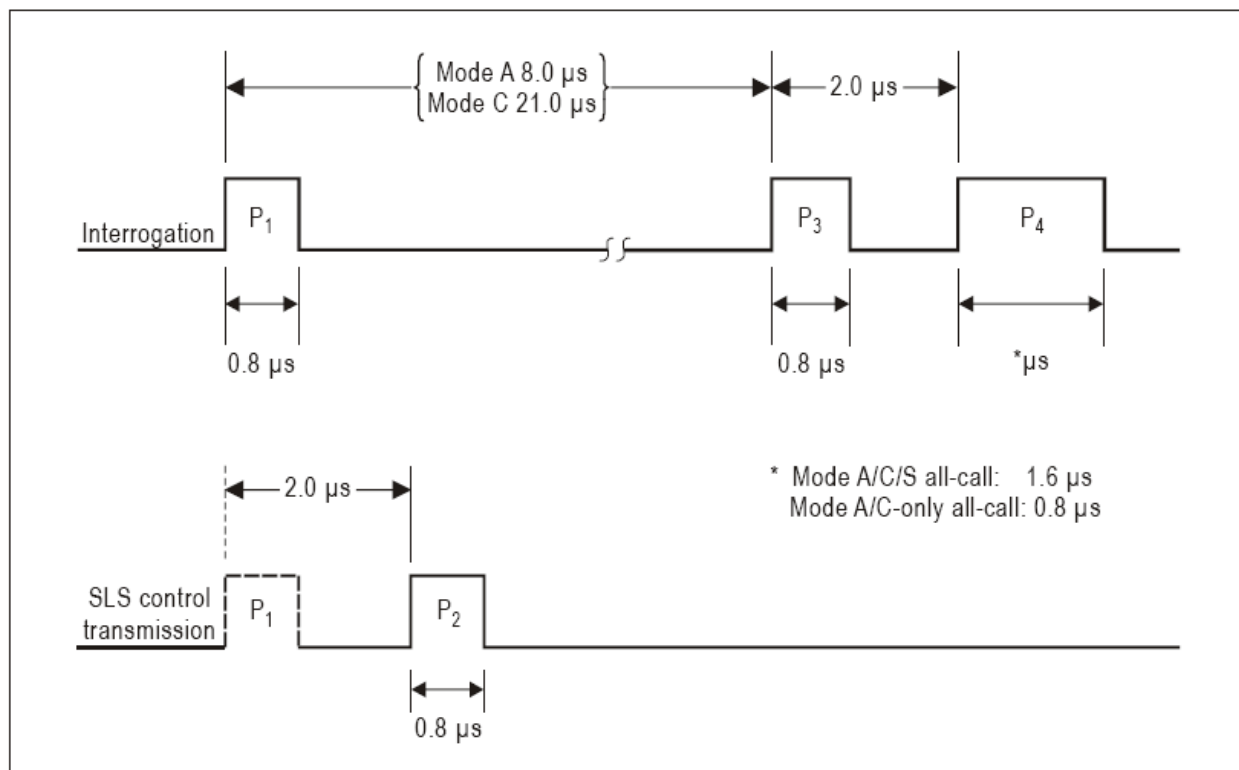 Mode A 8.0 µs
Mode C 21.0 µs
2.0 µs
Interrogation
P1
P3
P4
0.8 µs
0.8 µs
*µs
2.0 µs
* Mode A/C/S all-call: 1.6 µs
Mode A/C-only all-call: 0.8 µs
SLS control
transmission
P1
P2
0.8 µs